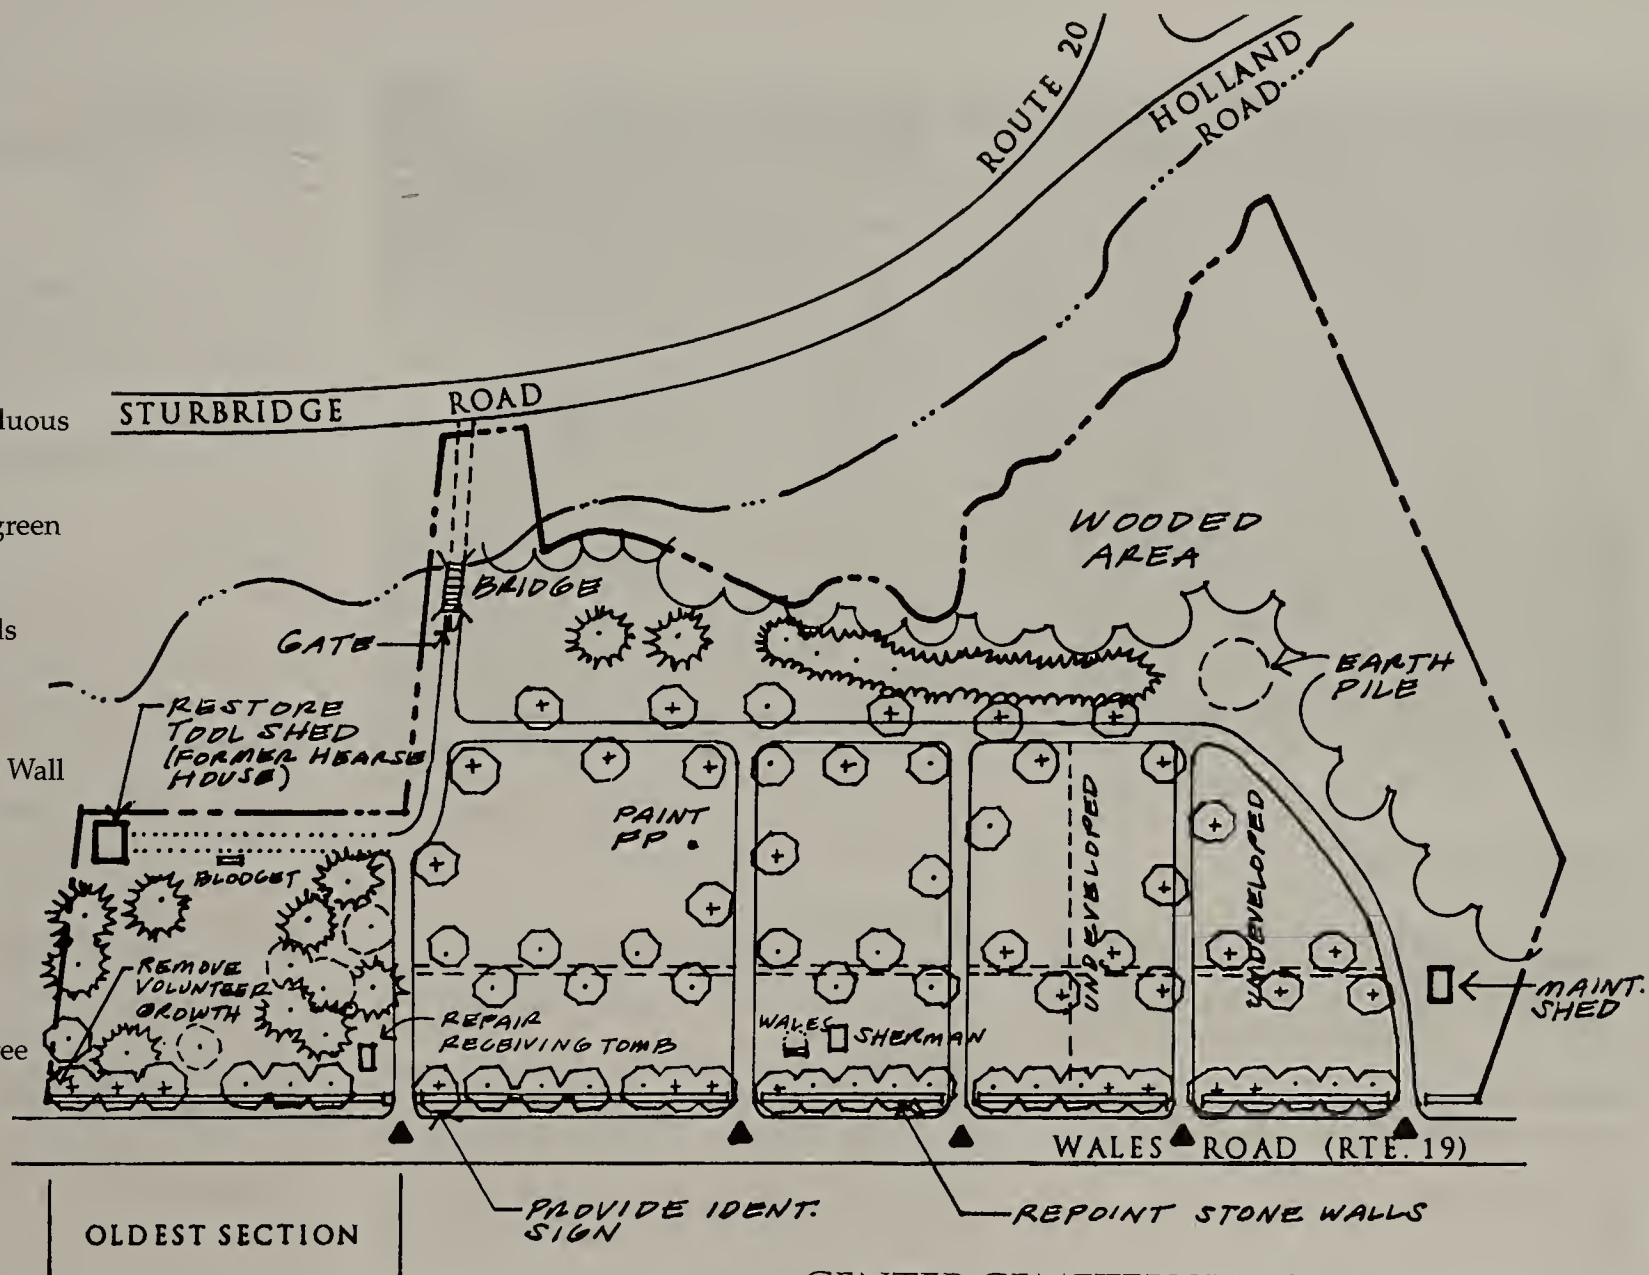 ROUTE 20
HOLLAND
ROAD
STURBRIDGE ROAD
WOODED
AREA
BRIDGE
GATE
EARTH
PILE
RESTORE
TOOL SHED
(FORMER HEARSE
HOUSE)
Wall
PAINT
FP
UNDEVELOPED
UNDEVELOPED
BLODGET
REMOVE
VOLUNTEER
GROWTH
MAINT.
SHED
REPAIR
RECEIVING TOMB
WALES
SHERMAN
WALES ROAD (RTE. 19)
OLDEST SECTION
PROVIDE IDENT.
SIGN
REPOINT STONE WALLS